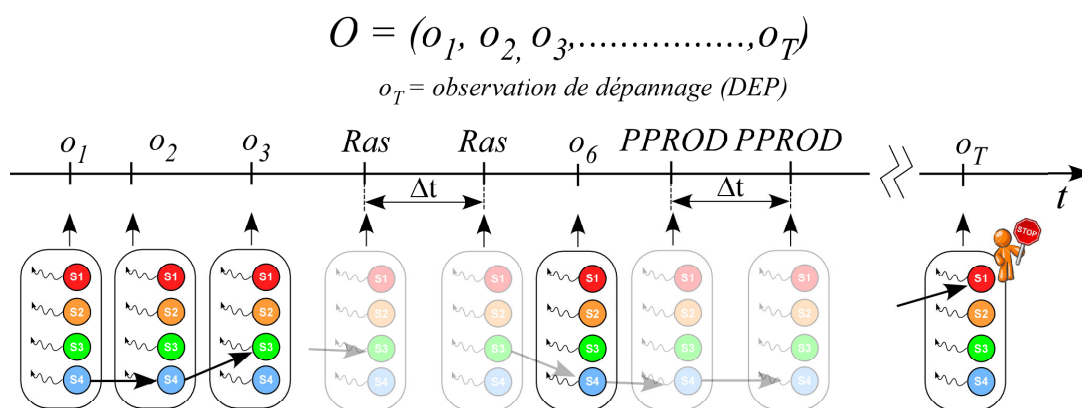 O = (o1, o2, o3,................,oT)
oT = observation de dépannage (DEP)
o1 o2 o3 Ras Ras o6 PPROD PPROD oT
Δt Δt t
STOP
S1 S1 S1 S1 S1 S1 S1 S1 S1
S2 S2 S2 S2 S2 S2 S2 S2 S2
S3 S3 S3 S3 S3 S3 S3 S3 S3
S4 S4 S4 S4 S4 S4 S4 S4 S4